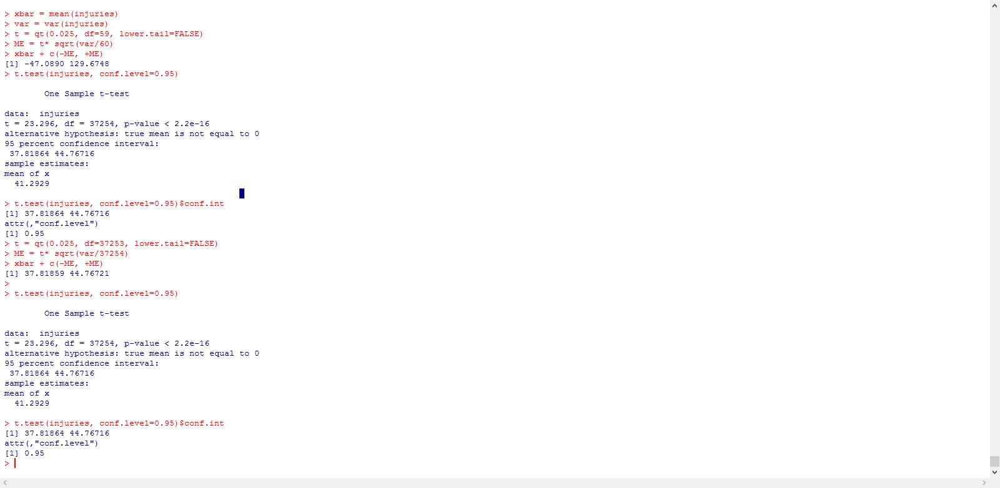 > xbar = mean(injuries)
> var = var(injuries)
> t = qt(0.025, df=59, lower.tail=FALSE)
> ME = t* sqrt(var/60)
> xbar + c(-ME, +ME)
[1] -47.0890 129.6748
> t.test(injuries, conf.level=0.95)
One Sample t-test
data:  injuries
t = 23.296, df = 37254, p-value < 2.2e-16
alternative hypothesis: true mean is not equal to 0
95 percent confidence interval:
37.81864 44.76716
sample estimates:
mean of x
41.2929
> t.test(injuries, conf.level=0.95)$conf.int
[1] 37.81864 44.76716
attr(,"conf.level")
[1] 0.95
> t = qt(0.025, df=37253, lower.tail=FALSE)
> ME = t* sqrt(var/37254)
> xbar + c(-ME, +ME)
[1] 37.81859 44.76721
>
> t.test(injuries, conf.level=0.95)
One Sample t-test
data:  injuries
t = 23.296, df = 37254, p-value < 2.2e-16
alternative hypothesis: true mean is not equal to 0
95 percent confidence interval:
37.81864 44.76716
sample estimates:
mean of x
41.2929
> t.test(injuries, conf.level=0.95)$conf.int
[1] 37.81864 44.76716
attr(,"conf.level")
[1] 0.95
>